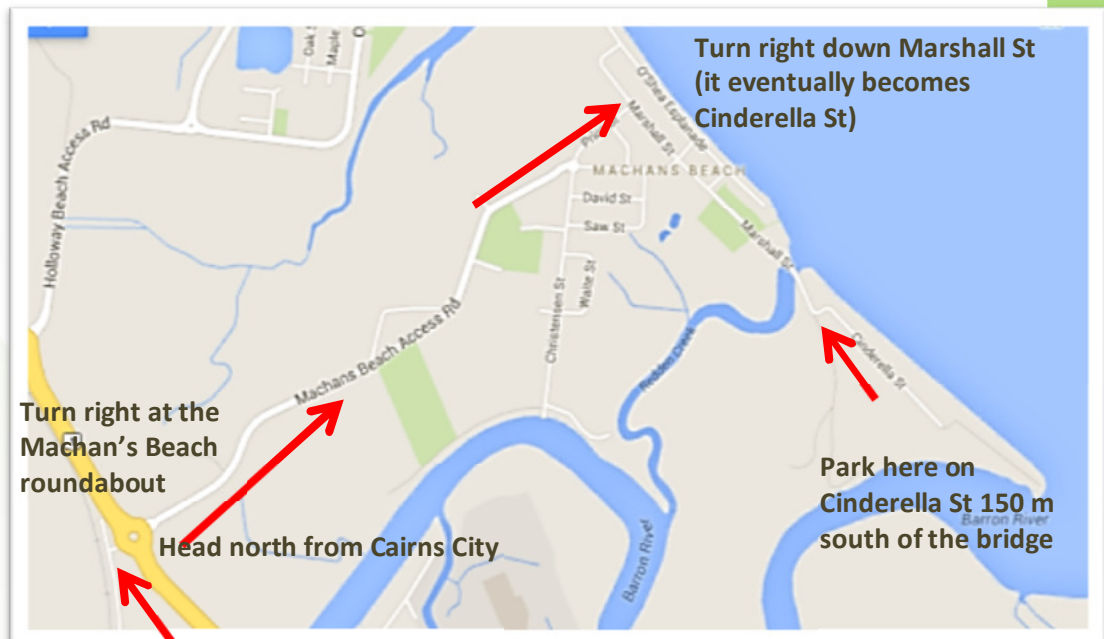 Turn right down Marshall St
(it eventually becomes
Cinderella St)
Oak S
Maple
O
Holloway Beach Access Rd
O'Shea Esplanade
Marshall St
MACHANS BEACH
David St
Saw St
Marshall St
Waite St
Christensen St
Machans Beach Access Rd
Redden Creek
Cinderella St
Turn right at the
Machan's Beach
roundabout
Park here on
Cinderella St 150 m
south of the bridge
Barron River
Head north from Cairns City
Barron River